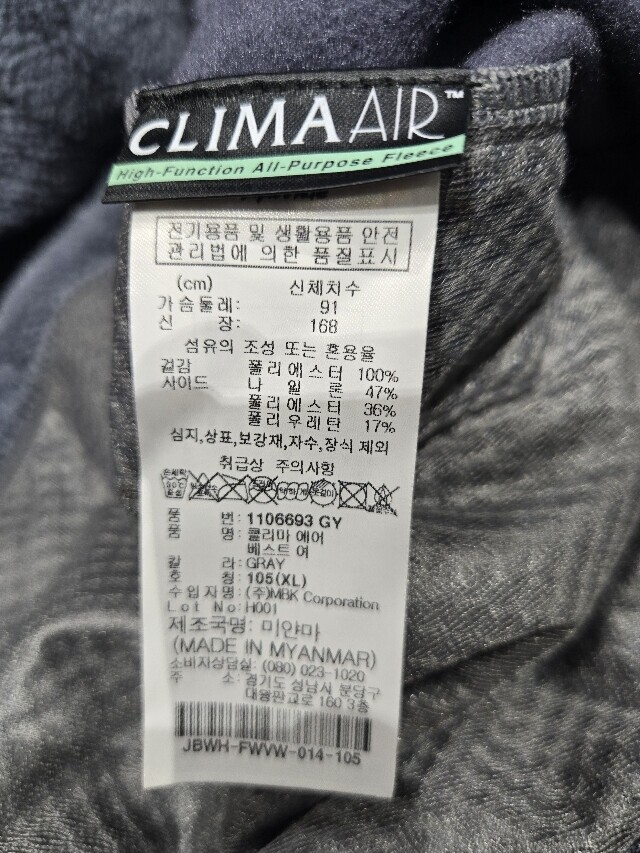 CLIMA AIR™
High-Function All-Purpose Fleece
전기용품 및 생활용품 안전
관리법에 의한 품질표시
(cm) 신체치수
가슴둘레: 91
신 장: 168
섬유의 조성 또는 혼용율
겉감 폴리에스터 100%
사이드 나 일 론 47%
폴리에스터 36%
폴리우레탄 17%
심지,상표,보강재,자수,장식 제외
취급상 주의사항
손세탁
30℃
중성
품 번: 1106693 GY
품 명: 클리마 에어
베스트 여
칼 라: GRAY
호 칭: 105(XL)
수입자명: (주)MBK Corporation
Lot No: H001
제조국명: 미얀마
(MADE IN MYANMAR)
소비자상담실: (080) 023-1020
주 소: 경기도 성남시 분당구
대왕판교로 160 3층
JBWH-FWVW-014-105